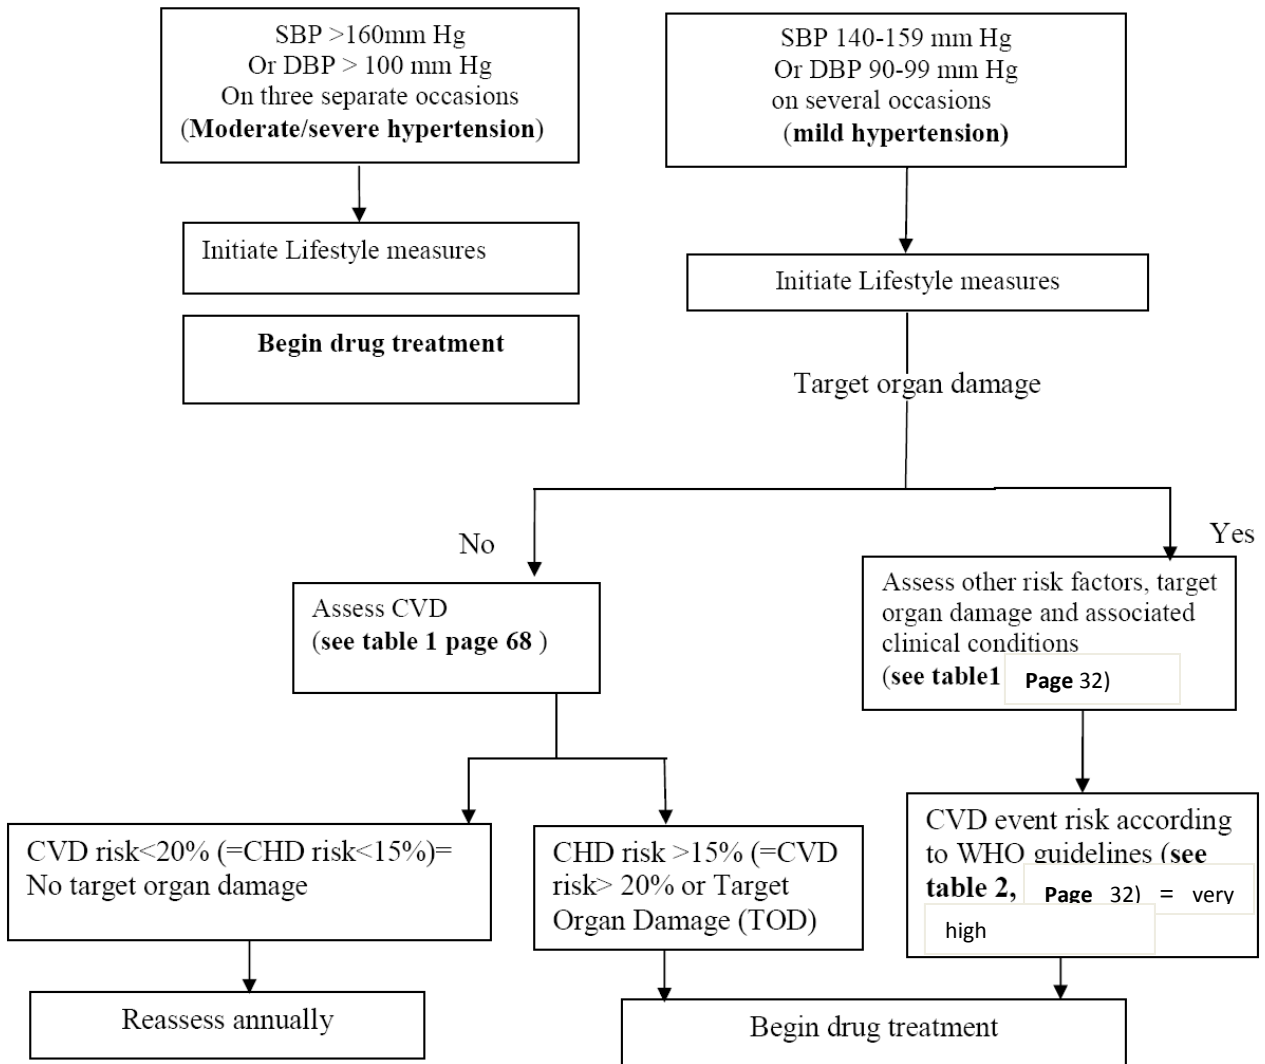 SBP >160mm Hg
Or DBP > 100 mm Hg
On three separate occasions
(Moderate/severe hypertension)
Initiate Lifestyle measures
Begin drug treatment
SBP 140-159 mm Hg
Or DBP 90-99 mm Hg
on several occasions
(mild hypertension)
Initiate Lifestyle measures
Target organ damage
No
Yes
Assess CVD
(see table 1 page 68 )
Assess other risk factors, target
organ damage and associated
clinical conditions
(see table1 Page 32)
CVD risk<20% (=CHD risk<15%)=
No target organ damage
CHD risk >15% (=CVD
risk> 20% or Target
Organ Damage (TOD)
CVD event risk according
to WHO guidelines (see
table 2, Page 32) = very
high
Reassess annually
Begin drug treatment